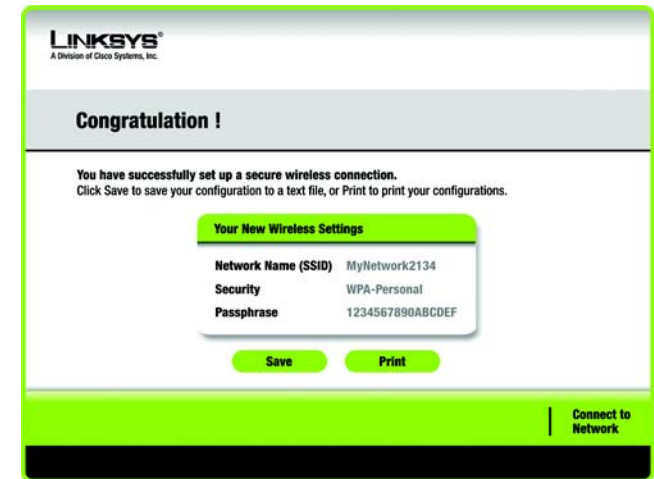 LINKSYS®
A Division of Cisco Systems, Inc.
Congratulation !
You have successfully set up a secure wireless connection.
Click Save to save your configuration to a text file, or Print to print your configurations.
Your New Wireless Settings
Network Name (SSID) MyNetwork2134
Security WPA-Personal
Passphrase 1234567890ABCDEF
Save Print
Connect to
Network